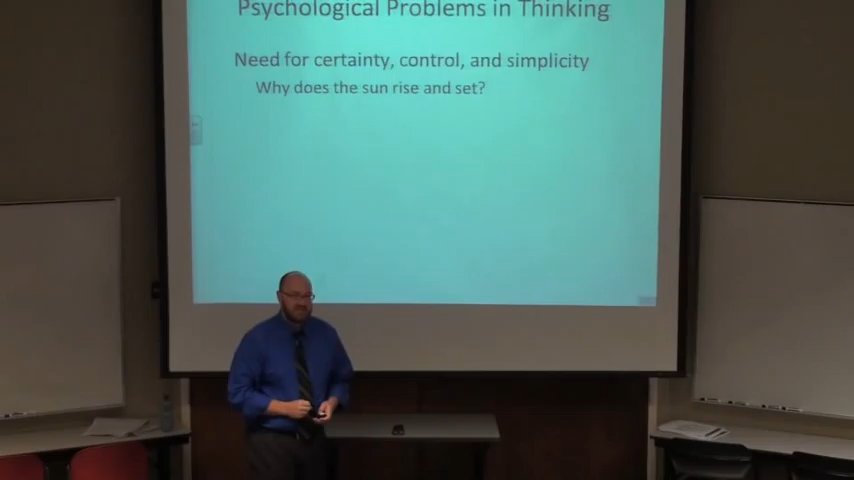 Psychological Problems in Thinking
Need for certainty, control, and simplicity
Why does the sun rise and set?